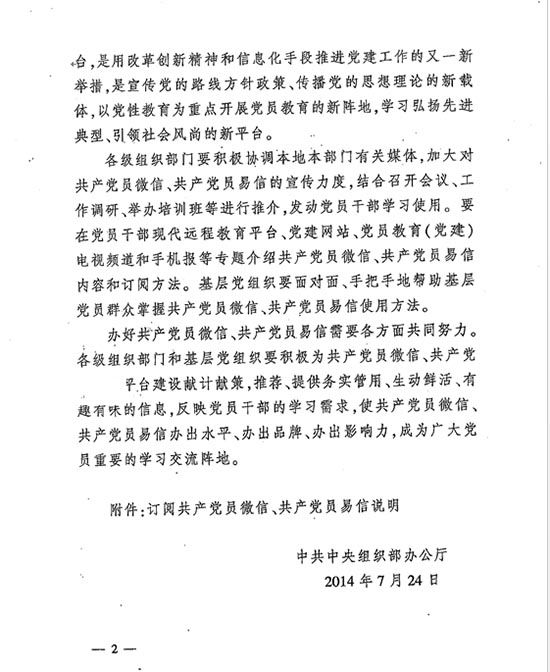 台,是用改革创新精神和信息化手段推进党建工作的又一新
举措,是宣传党的路线方针政策、传播党的思想理论的新载
体,以党性教育为重点开展党员教育的新阵地,学习弘扬先进
典型、引领社会风尚的新平台。
各级组织部门要积极协调本地本部门有关媒体,加大对
共产党员微信、共产党员易信的宣传力度,结合召开会议、工
作调研、举办培训班等进行推介,发动党员干部学习使用。要
在党员干部现代远程教育平台、党建网站、党员教育(党建)
电视频道和手机报等专题介绍共产党员微信、共产党员易信
内容和订阅方法。基层党组织要面对面、手把手地帮助基层
党员群众掌握共产党员微信、共产党员易信使用方法。
办好共产党员微信、共产党员易信需要各方面共同努力。
各级组织部门和基层党组织要积极为共产党员微信、共产党
平台建设献计献策,推荐、提供务实管用、生动鲜活、有
趣有味的信息,反映党员干部的学习需求,使共产党员微信、
共产党员易信办出水平、办出品牌、办出影响力,成为广大党
员重要的学习交流阵地。
附件:订阅共产党员微信、共产党员易信说明
中共中央组织部办公厅
2014年7月24日
— 2 —